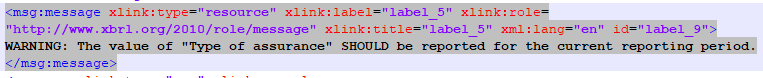 <msg:message xlink:type="resource" xlink:label="label_5" xlink:role=
"http://www.xbrl.org/2010/role/message" xlink:title="label_5" xml:lang="en" id="label_9">
WARNING: The value of "Type of assurance" SHOULD be reported for the current reporting period.
</msg:message>